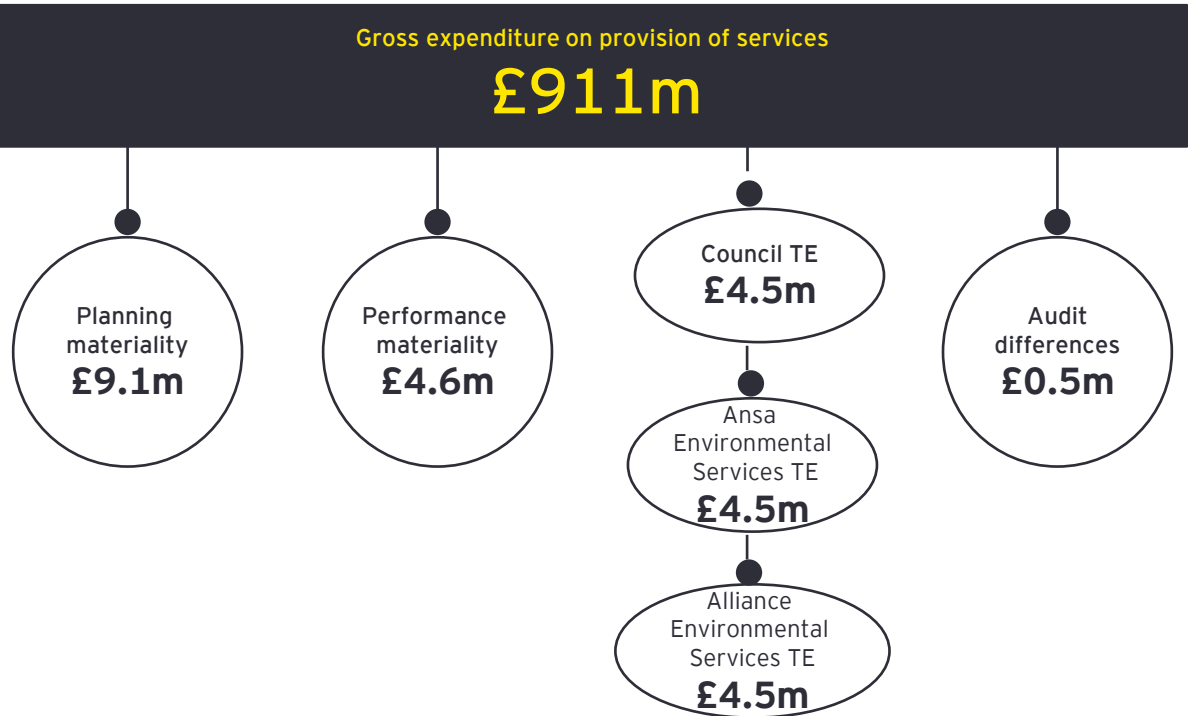 Gross expenditure on provision of services
£911m
Planning
materiality
£9.1m
Performance
materiality
£4.6m
Council TE
£4.5m
Ansa
Environmental
Services TE
£4.5m
Alliance
Environmental
Services TE
£4.5m
Audit
differences
£0.5m